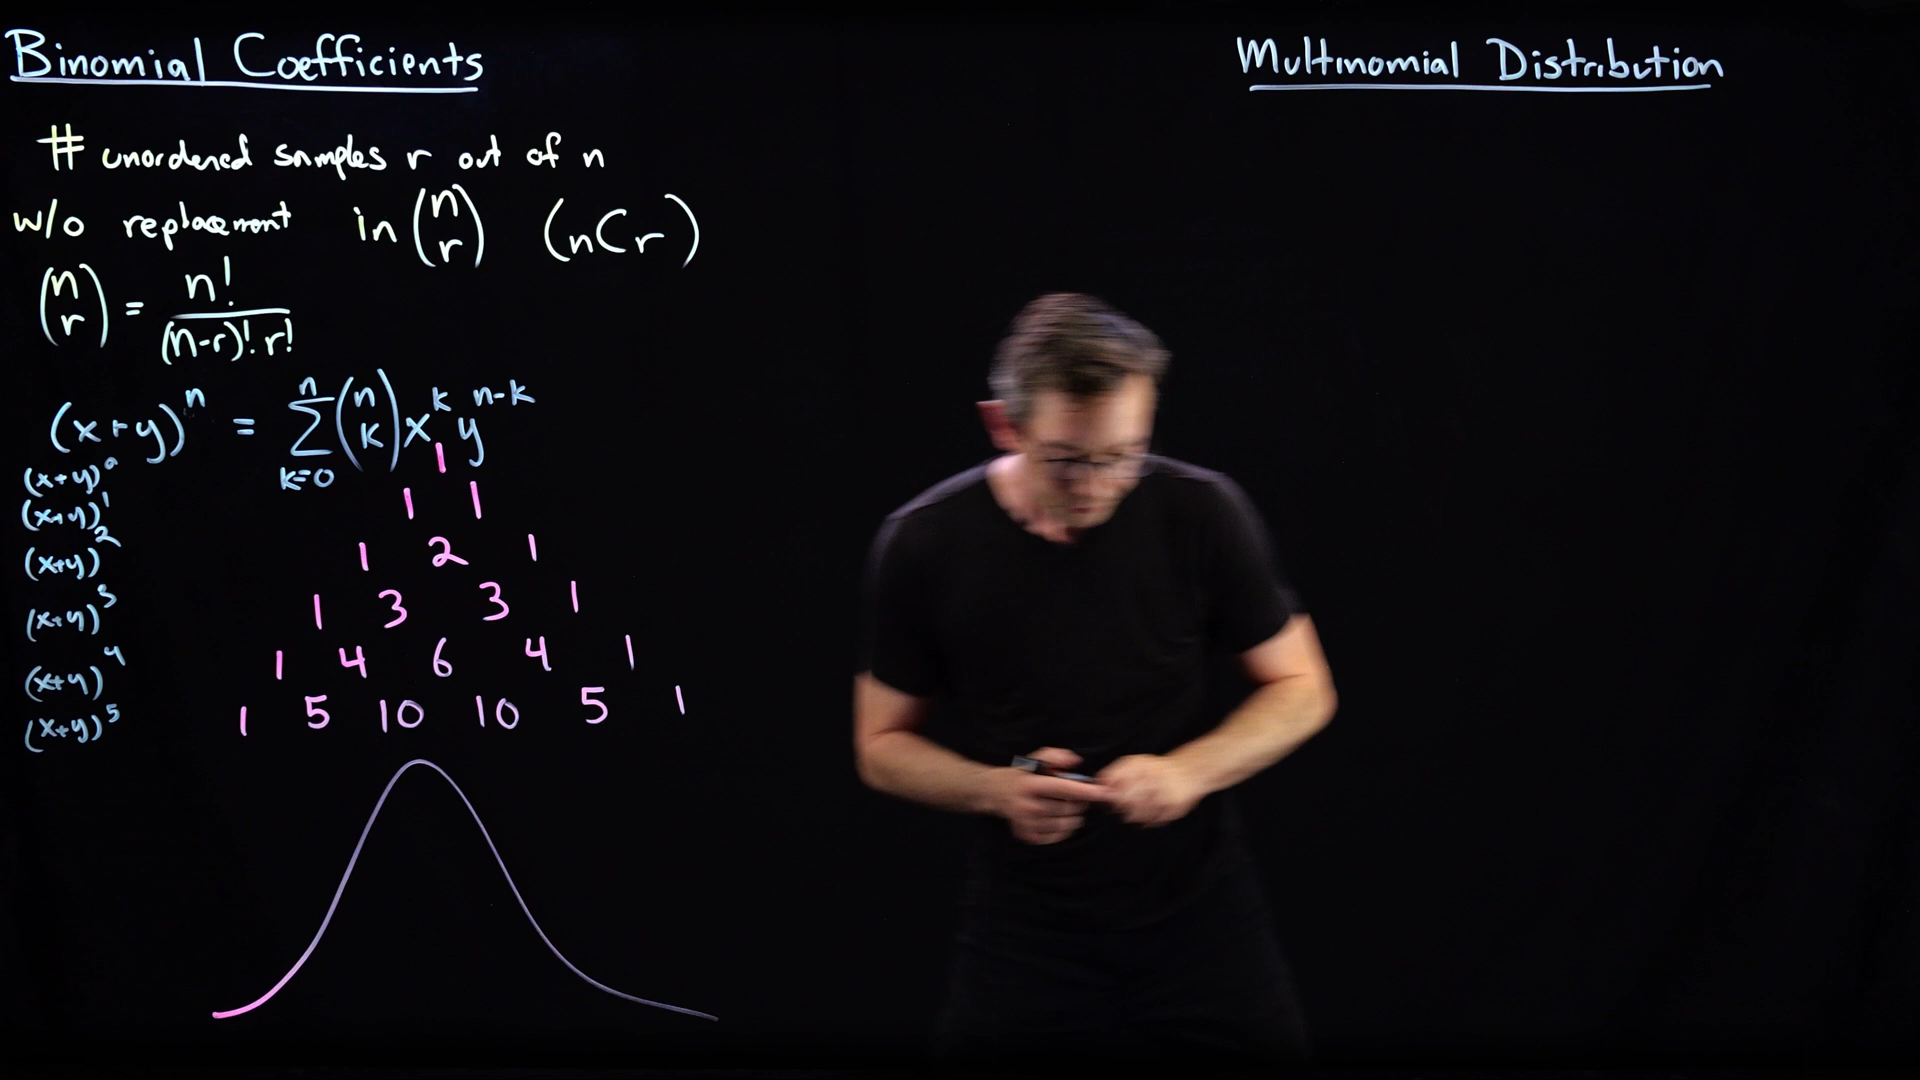 Binomial Coefficients
# unordered samples r out of n
w/o replacement in (n r) (nCr)
(n r) = n! / (n-r)! r!
(x+y)^n = Σ_{k=0}^{n} (n k) x^k y^{n-k}
(x+y)^0 1
(x+y)^1 1 1
(x+y)^2 1 2 1
(x+y)^3 1 3 3 1
(x+y)^4 1 4 6 4 1
(x+y)^5 1 5 10 10 5 1
Multinomial Distribution